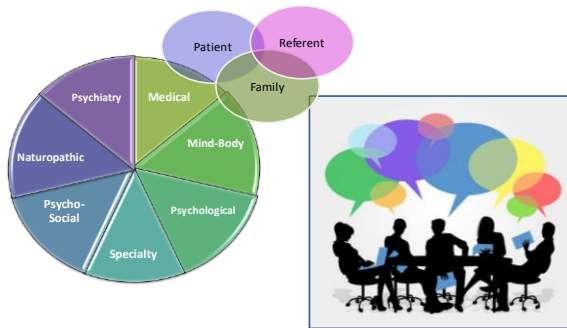 Patient
Referent
Family
Psychiatry
Medical
Naturopathic
Mind-Body
Psycho-
Social
Psychological
Specialty